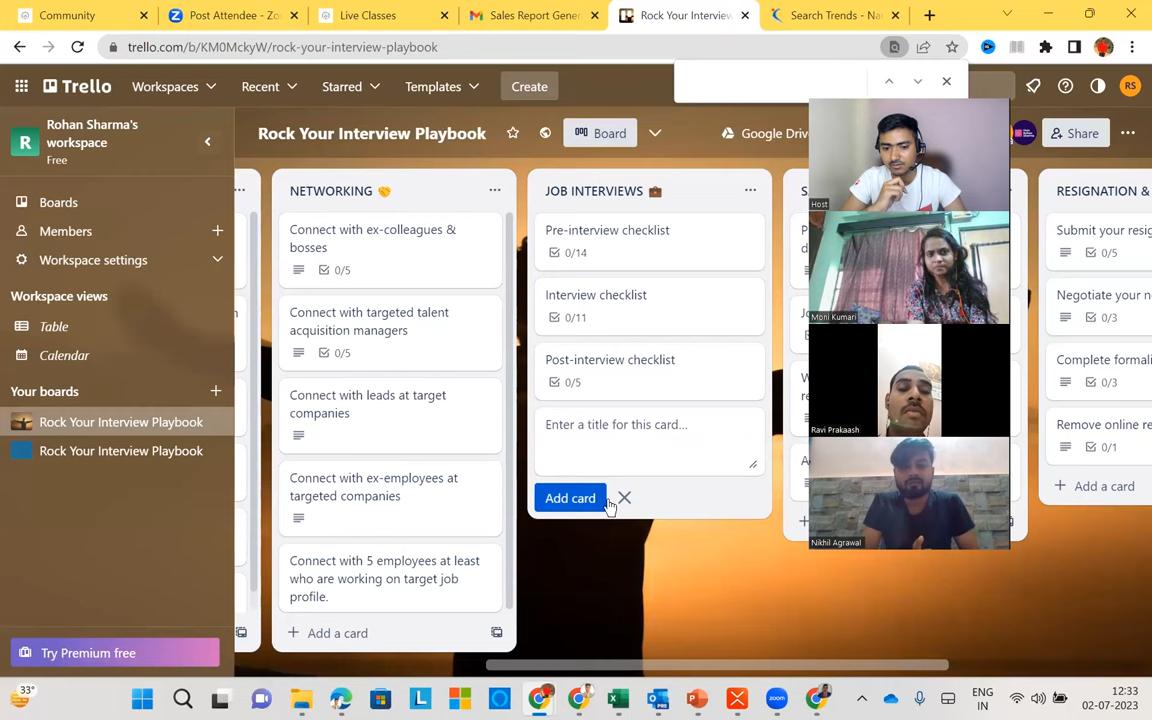 Community
Post Attendee - Zo
Live Classes
Sales Report Gene
Rock Your Interview
Search Trends - Na
trello.com/b/KM0MckyW/rock-your-interview-playbook
Trello
Workspaces
Recent
Starred
Templates
Create
RS
R
Rohan Sharma's
workspace
Free
Rock Your Interview Playbook
Board
Google Driv
Share
Boards
Members
Workspace settings
Workspace views
Table
Calendar
Your boards
Rock Your Interview Playbook
Rock Your Interview Playbook
Try Premium free
NETWORKING 🤝
Connect with ex-colleagues &
bosses
0/5
Connect with targeted talent
acquisition managers
0/5
Connect with leads at target
companies
Connect with ex-employees at
targeted companies
Connect with 5 employees at least
who are working on target job
profile.
Add a card
JOB INTERVIEWS 💼
Pre-interview checklist
0/14
Interview checklist
0/11
Post-interview checklist
0/5
Enter a title for this card...
Add card
Host
Moni Kumari
Ravi Prakaash
Nikhil Agrawal
RESIGNATION &
Submit your resig
0/5
Negotiate your n
0/3
Complete formali
0/3
Remove online re
0/1
Add a card
33°
zoom
ENG
IN
12:33
02-07-2023